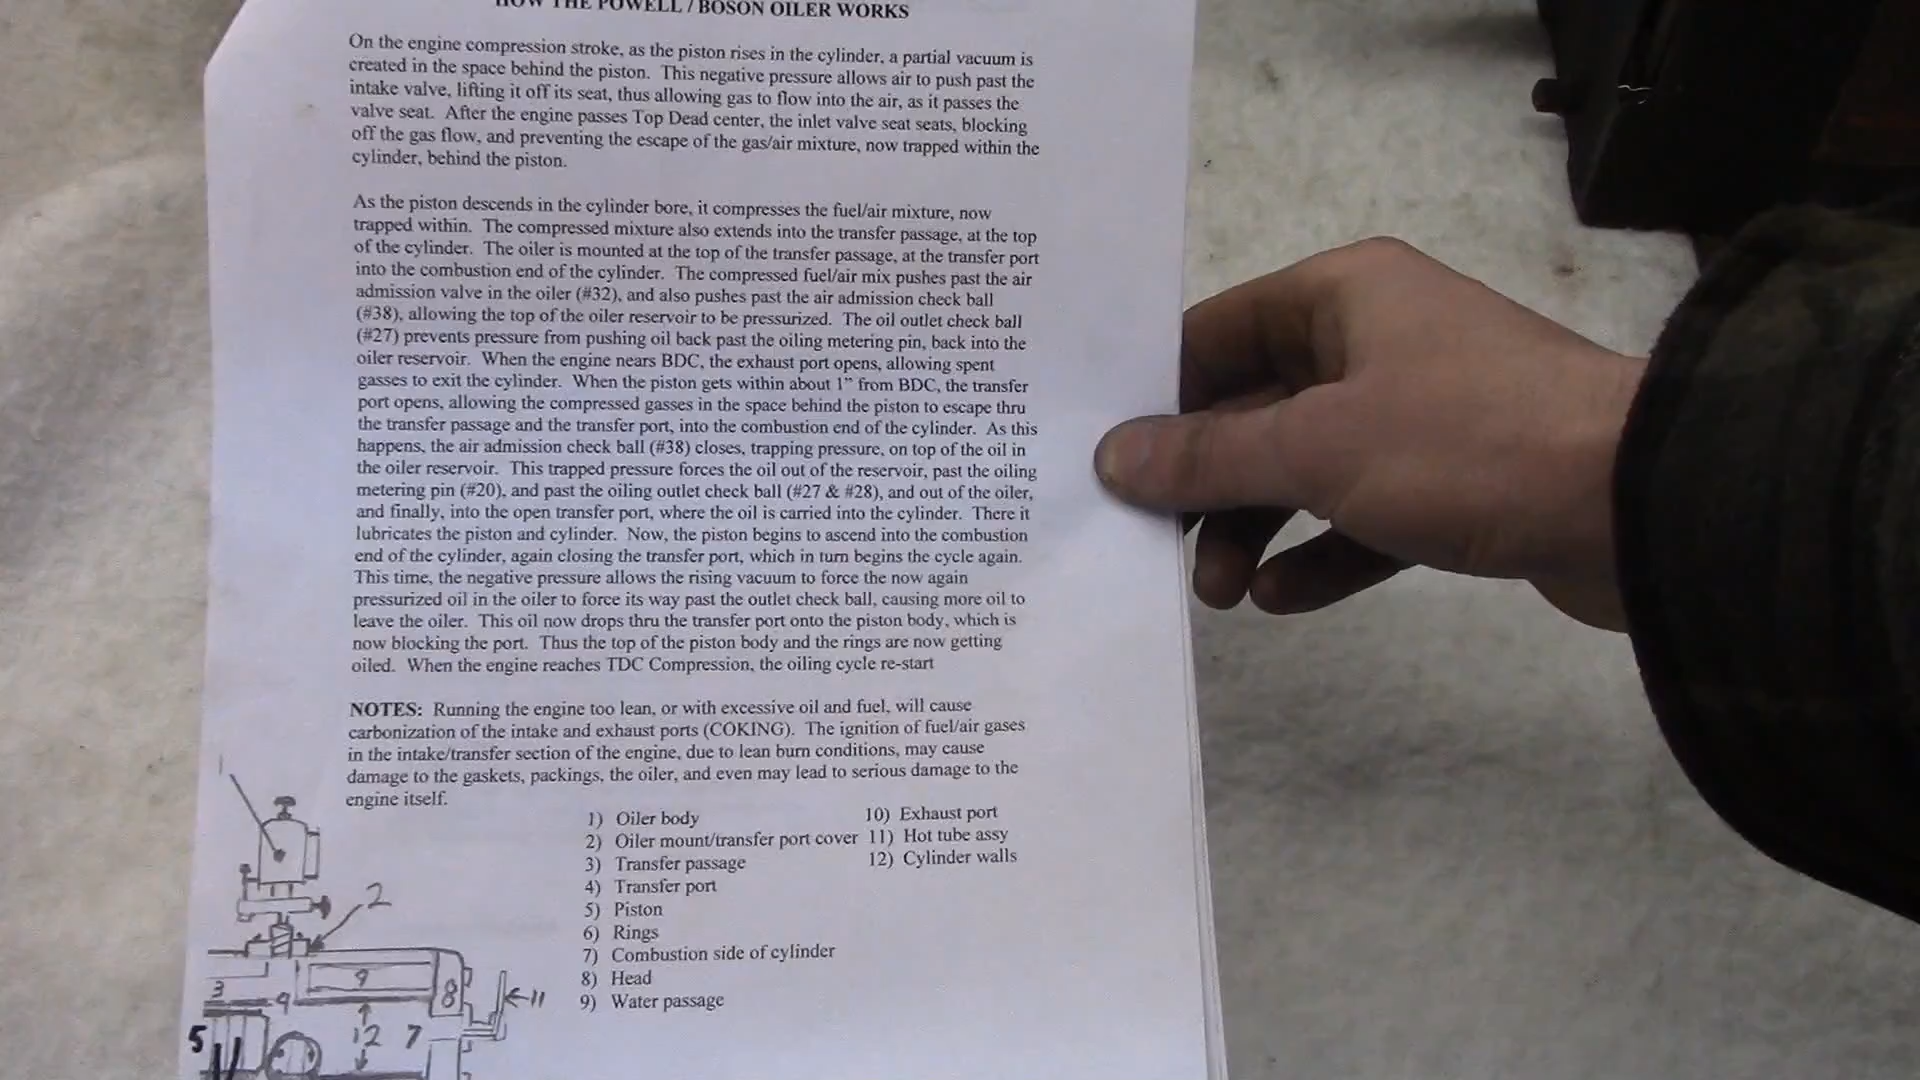 HOW THE POWELL / BOSON OILER WORKS
On the engine compression stroke, as the piston rises in the cylinder, a partial vacuum is
created in the space behind the piston. This negative pressure allows air to push past the
intake valve, lifting it off its seat, thus allowing gas to flow into the air, as it passes the
valve seat. After the engine passes Top Dead center, the inlet valve seat seats, blocking
off the gas flow, and preventing the escape of the gas/air mixture, now trapped within the
cylinder, behind the piston.
As the piston descends in the cylinder bore, it compresses the fuel/air mixture, now
trapped within. The compressed mixture also extends into the transfer passage, at the top
of the cylinder. The oiler is mounted at the top of the transfer passage, at the transfer port
into the combustion end of the cylinder. The compressed fuel/air mix pushes past the air
admission valve in the oiler (#32), and also pushes past the air admission check ball
(#38), allowing the top of the oiler reservoir to be pressurized. The oil outlet check ball
(#27) prevents pressure from pushing oil back past the oiling metering pin, back into the
oiler reservoir. When the engine nears BDC, the exhaust port opens, allowing spent
gasses to exit the cylinder. When the piston gets within about 1" from BDC, the transfer
port opens, allowing the compressed gasses in the space behind the piston to escape thru
the transfer passage and the transfer port, into the combustion end of the cylinder. As this
happens, the air admission check ball (#38) closes, trapping pressure, on top of the oil in
the oiler reservoir. This trapped pressure forces the oil out of the reservoir, past the oiling
metering pin (#20), and past the oiling outlet check ball (#27 & #28), and out of the oiler,
and finally, into the open transfer port, where the oil is carried into the cylinder. There it
lubricates the piston and cylinder. Now, the piston begins to ascend into the combustion
end of the cylinder, again closing the transfer port, which in turn begins the cycle again.
This time, the negative pressure allows the rising vacuum to force the now again
pressurized oil in the oiler to force its way past the outlet check ball, causing more oil to
leave the oiler. This oil now drops thru the transfer port onto the piston body, which is
now blocking the port. Thus the top of the piston body and the rings are now getting
oiled. When the engine reaches TDC Compression, the oiling cycle re-start
NOTES: Running the engine too lean, or with excessive oil and fuel, will cause
carbonization of the intake and exhaust ports (COKING). The ignition of fuel/air gases
in the intake/transfer section of the engine, due to lean burn conditions, may cause
damage to the gaskets, packings, the oiler, and even may lead to serious damage to the
engine itself.
1) Oiler body
2) Oiler mount/transfer port cover
3) Transfer passage
4) Transfer port
5) Piston
6) Rings
7) Combustion side of cylinder
8) Head
9) Water passage
10) Exhaust port
11) Hot tube assy
12) Cylinder walls
1
2
9
3
4
8
11
5
12
7